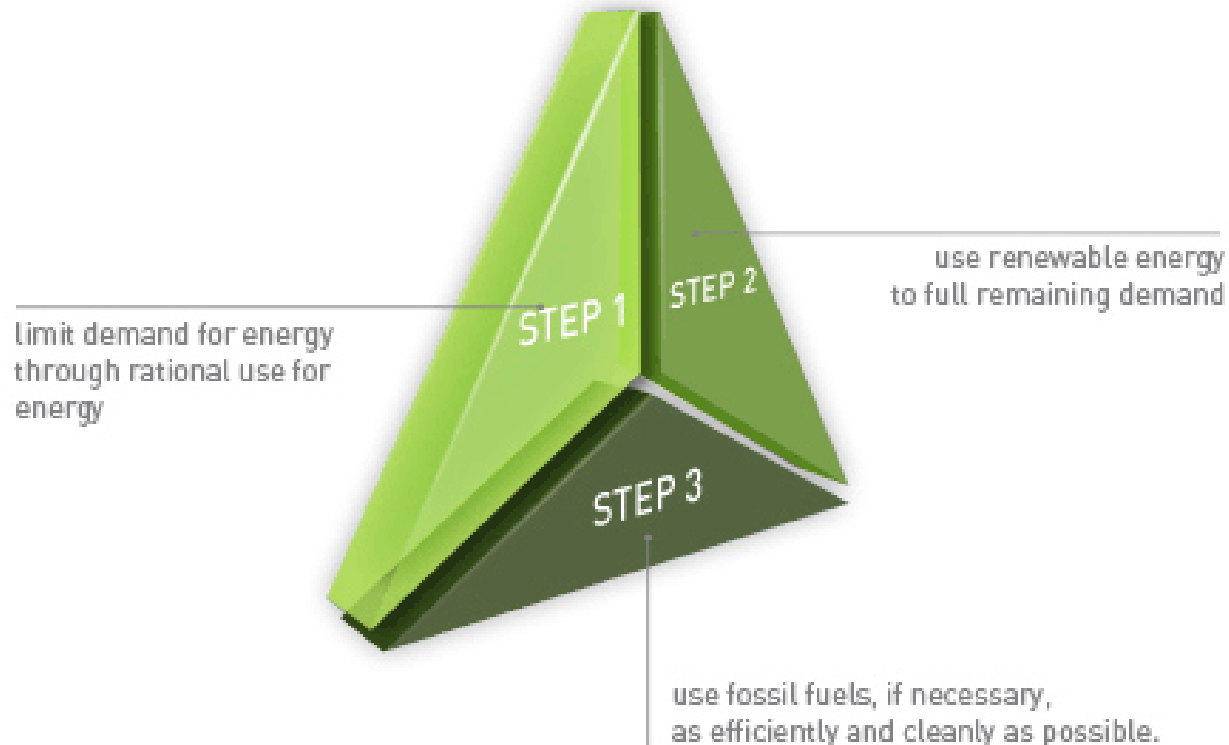 STEP 1
limit demand for energy
through rational use for
energy
STEP 2
use renewable energy
to full remaining demand
STEP 3
use fossil fuels, if necessary,
as efficiently and cleanly as possible.